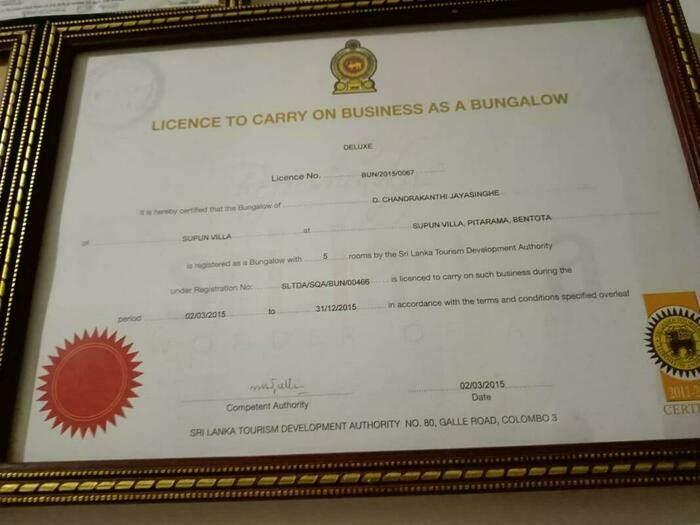 LICENCE TO CARRY ON BUSINESS AS A BUNGALOW
DELUXE
Licence No. BUN/2015/0067
It is hereby certified that the Bungalow of D. CHANDRAKANTHI JAYASINGHE
of SUPUN VILLA at SUPUN VILLA, PITARAMA, BENTOTA
is registered as a Bungalow with 5 rooms by the Sri Lanka Tourism Development Authority
under Registration No: SLTDA/SQA/BUN/00466 is licenced to carry on such business during the
period 02/03/2015 to 31/12/2015 in accordance with the terms and conditions specified overleaf
02/03/2015
Competent Authority Date
SRI LANKA TOURISM DEVELOPMENT AUTHORITY NO. 80, GALLE ROAD, COLOMBO 3